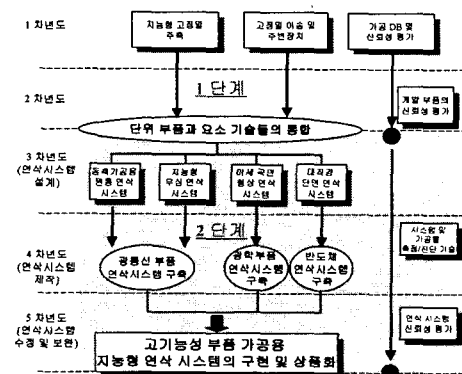 1 차년도
지능형 고정밀
주축
고정밀 이송 및
주변장치
가공 DB 및
신뢰성 평가
1 단계
2 차년도
개발 부품의
신뢰성 평가
단위 부품과 요소 기술들의 통합
3 차년도
(연삭시스템
설계)
동축가공용
원통 연삭
시스템
지능형
무심 연삭
시스템
미세 곡면
형상 연삭
시스템
대직경
단면 연삭
시스템
2 단계
시스템 및
가공물
측정/진단 기술
4 차년도
(연삭시스템
제작)
광통신 부품
연삭시스템 구축
광학부품
연삭시스템
구축
반도체
연삭시스템
구축
5 차년도
(연삭시스템
수정 및 보완)
연삭 시스템
신뢰성 평가
고기능성 부품 가공용
지능형 연삭 시스템의 구현 및 상품화